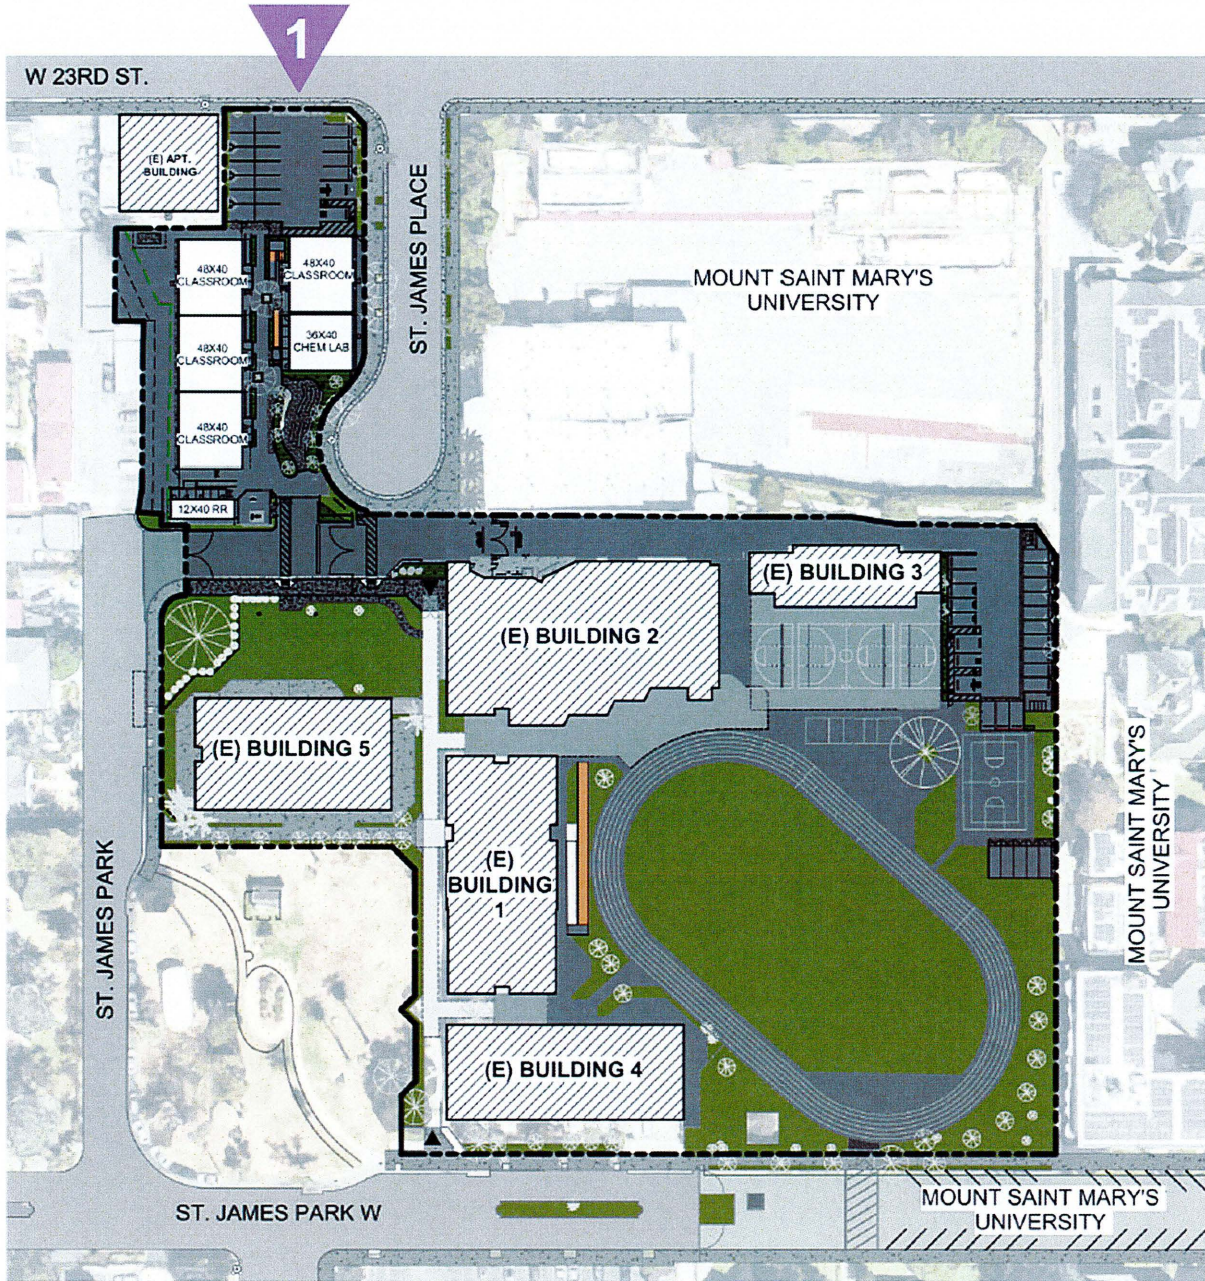 1
W 23RD ST.
(E) APT.
BUILDING
ST. JAMES PLACE
48X40
CLASSROOM
48X40
CLASSROOM
MOUNT SAINT MARY'S
UNIVERSITY
48X40
CLASSROOM
36X40
CHEM LAB
48X40
CLASSROOM
12X40 RR
(E) BUILDING 3
(E) BUILDING 2
(E) BUILDING 5
(E)
BUILDING
1
MOUNT SAINT MARY'S
UNIVERSITY
ST. JAMES PARK
(E) BUILDING 4
ST. JAMES PARK W
MOUNT SAINT MARY'S
UNIVERSITY